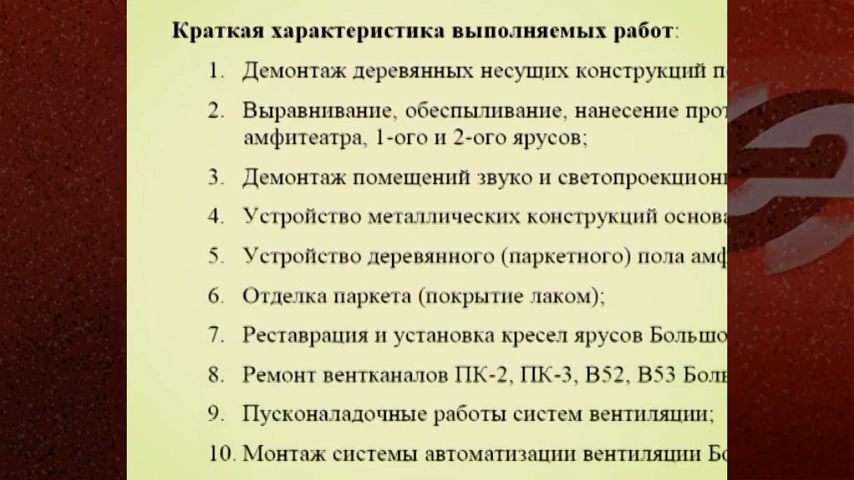 Краткая характеристика выполняемых работ:
1. Демонтаж деревянных несущих конструкций
2. Выравнивание, обеспыливание, нанесение
амфитеатра, 1-ого и 2-ого ярусов;
3. Демонтаж помещений звуко и
4. Устройство металлических конструкций
5. Устройство деревянного (паркетного) пола
6. Отделка паркета (покрытие лаком);
7. Реставрация и установка кресел ярусов
8. Ремонт вентканалов ПК-2, ПК-3, В52, В53
9. Пусконаладочные работы систем вентиляции;
10. Монтаж системы автоматизации вентиляции